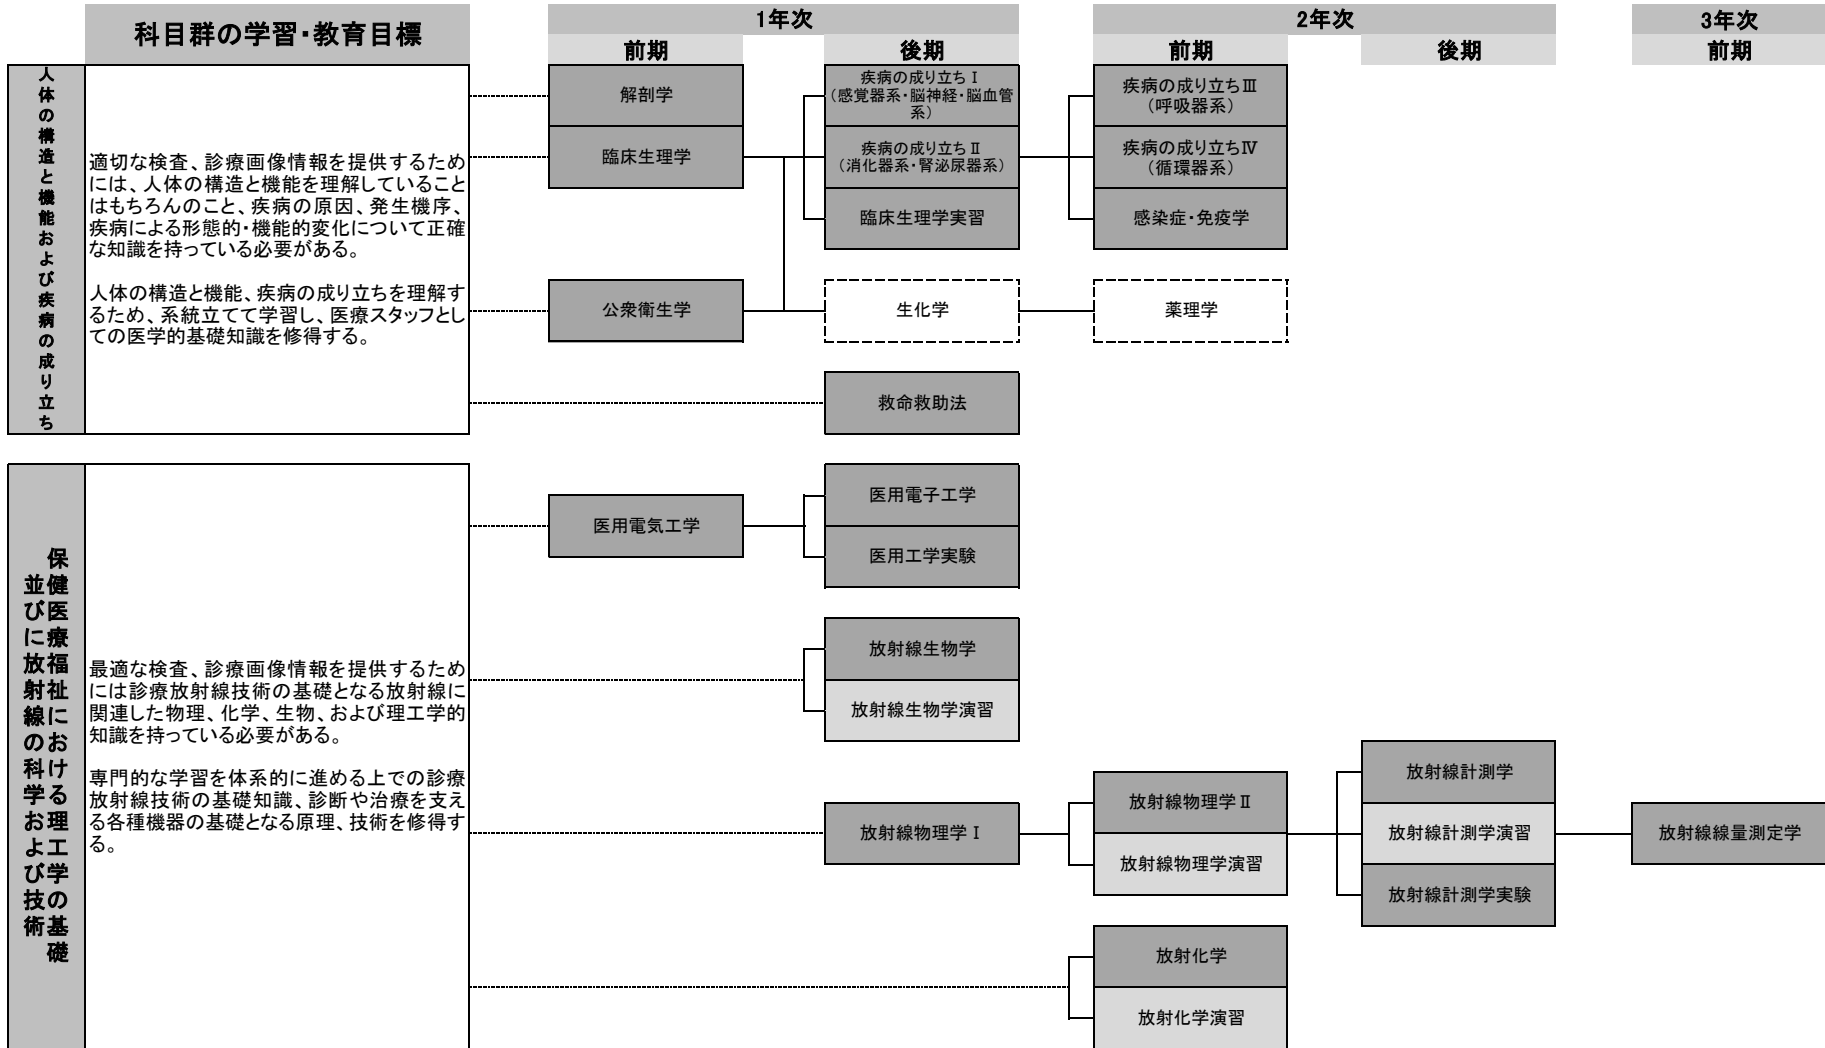 科目群の学習・教育目標
1年次
2年次
3年次
前期
後期
前期
後期
前期
人体の構造と機能および疾病の成り立ち
適切な検査、診療画像情報を提供するため
には、人体の構造と機能を理解していること
はもちろんのこと、疾病の原因、発生機序、
疾病による形態的・機能的変化について正確
な知識を持っている必要がある。
人体の構造と機能、疾病の成り立ちを理解す
るため、系統立てて学習し、医療スタッフとし
ての医学的基礎知識を修得する。
解剖学
疾病の成り立ちⅠ
（感覚器系・脳神経・脳血管
系）
疾病の成り立ちⅢ
（呼吸器系）
臨床生理学
疾病の成り立ちⅡ
（消化器系・腎泌尿器系）
疾病の成り立ちⅣ
（循環器系）
臨床生理学実習
感染症・免疫学
公衆衛生学
生化学
薬理学
救命救助法
保健医療福祉における理工学の基礎
並びに放射線の科学および技術
最適な検査、診療画像情報を提供するため
には診療放射線技術の基礎となる放射線に
関連した物理、化学、生物、および理工学的
知識を持っている必要がある。
専門的な学習を体系的に進める上での診療
放射線技術の基礎知識、診断や治療を支え
る各種機器の基礎となる原理、技術を修得す
る。
医用電気工学
医用電子工学
医用工学実験
放射線生物学
放射線生物学演習
放射線物理学Ⅰ
放射線物理学Ⅱ
放射線物理学演習
放射線計測学
放射線計測学演習
放射線計測学実験
放射線線量測定学
放射化学
放射化学演習